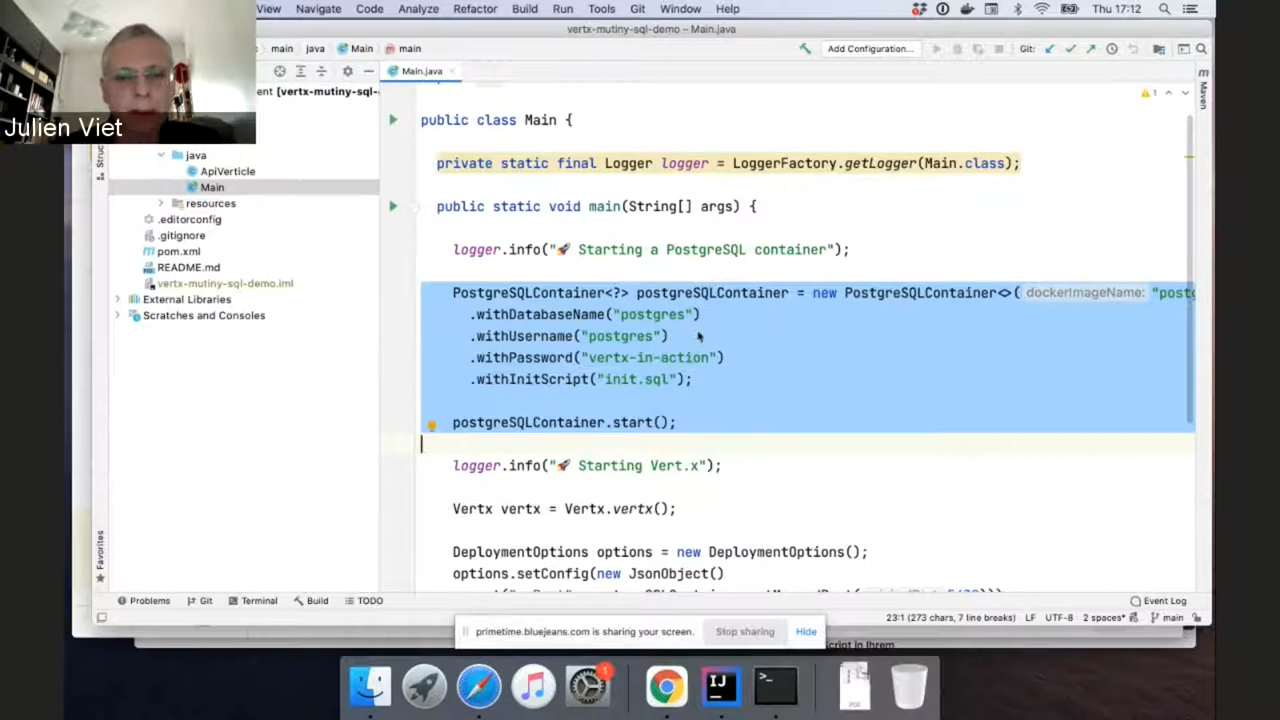 View Navigate Code Analyze Refactor Build Run Tools Git Window Help Thu 17:12
vertx-mutiny-sql-demo – Main.java
main java Main main Add Configuration... Git:
Main.java
ent [vertx-mutiny-sql-
Julien Viet
java
ApiVerticle
Main
resources
.editorconfig
.gitignore
pom.xml
README.md
vertx-mutiny-sql-demo.iml
External Libraries
Scratches and Consoles
Maven
1
public class Main {
private static final Logger logger = LoggerFactory.getLogger(Main.class);
public static void main(String[] args) {
logger.info("🚀 Starting a PostgreSQL container");
PostgreSQLContainer<?> postgreSQLContainer = new PostgreSQLContainer<>( dockerImageName: "postg
.withDatabaseName("postgres")
.withUsername("postgres")
.withPassword("vertx-in-action")
.withInitScript("init.sql");
postgreSQLContainer.start();
logger.info("🚀 Starting Vert.x");
Vertx vertx = Vertx.vertx();
DeploymentOptions options = new DeploymentOptions();
options.setConfig(new JsonObject()
Favorites
Problems Git Terminal Build TODO Event Log
23:1 (273 chars, 7 line breaks) LF UTF-8 2 spaces* main
primetime.bluejeans.com is sharing your screen. Stop sharing Hide
1
IJ
>_
PDF